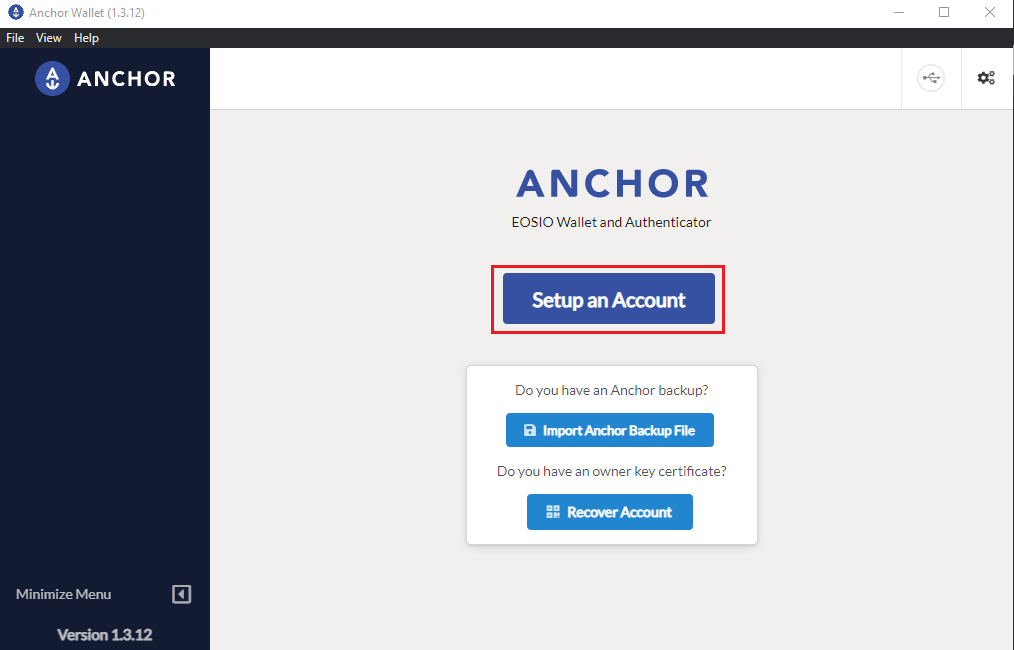 Anchor Wallet (1.3.12)
File View Help
ANCHOR
ANCHOR
EOSIO Wallet and Authenticator
Setup an Account
Do you have an Anchor backup?
Import Anchor Backup File
Do you have an owner key certificate?
Recover Account
Minimize Menu
Version 1.3.12